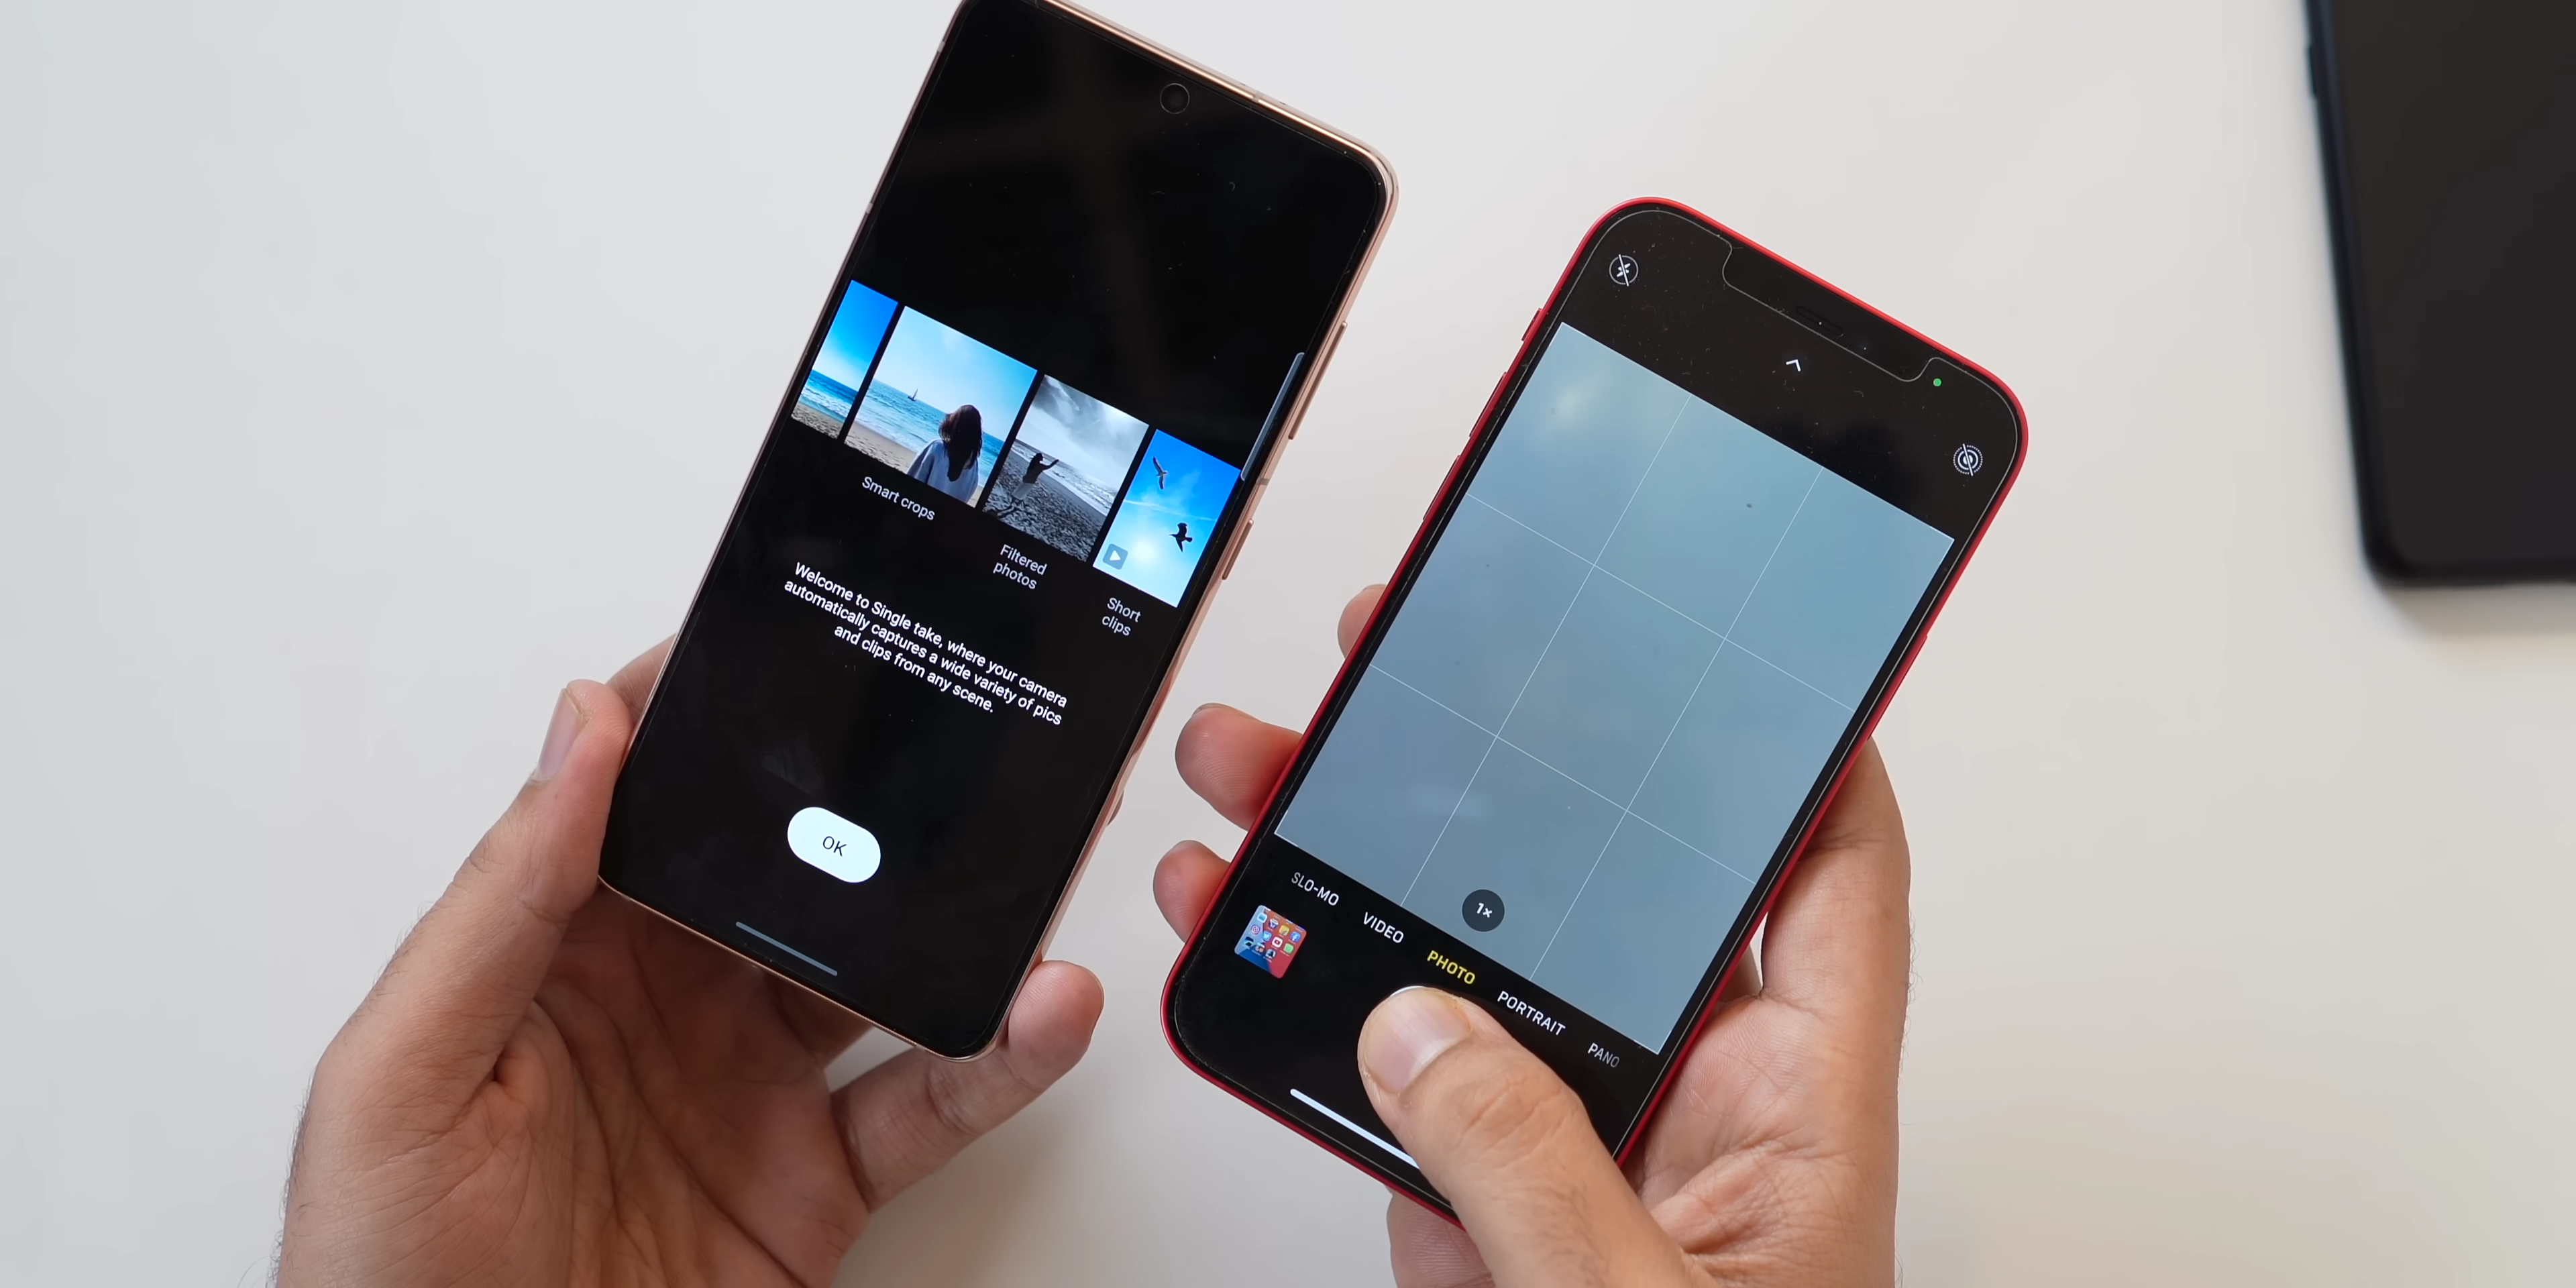 Smart crops
Filtered
photos
Short
clips
Welcome to Single take, where your camera
automatically captures a wide variety of pics
and clips from any scene.
OK
1×
SLO-MO
VIDEO
PHOTO
PORTRAIT
PANO